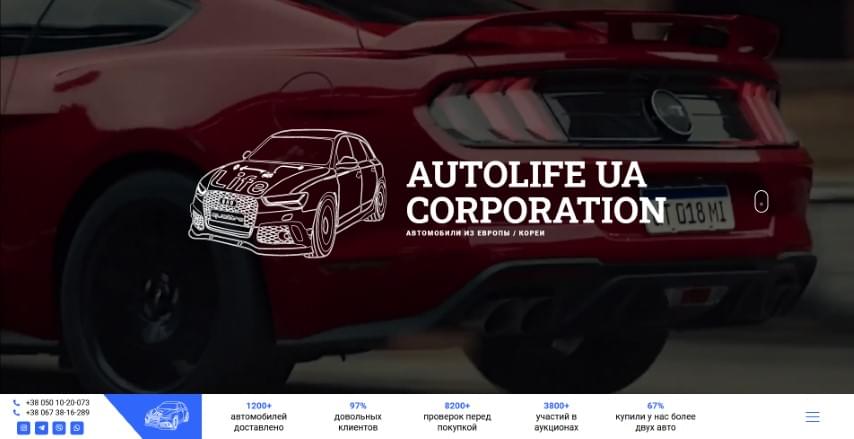 Life
quattro
AUTOLIFE UA
CORPORATION
АВТОМОБИЛИ ИЗ ЕВРОПЫ / КОРЕИ
018 MI
+38 050 10-20-073
+38 067 38-16-289
1200+
автомобилей
доставлено
97%
довольных
клиентов
8200+
проверок перед
покупкой
3800+
участий в
аукционах
67%
купили у нас более
двух авто